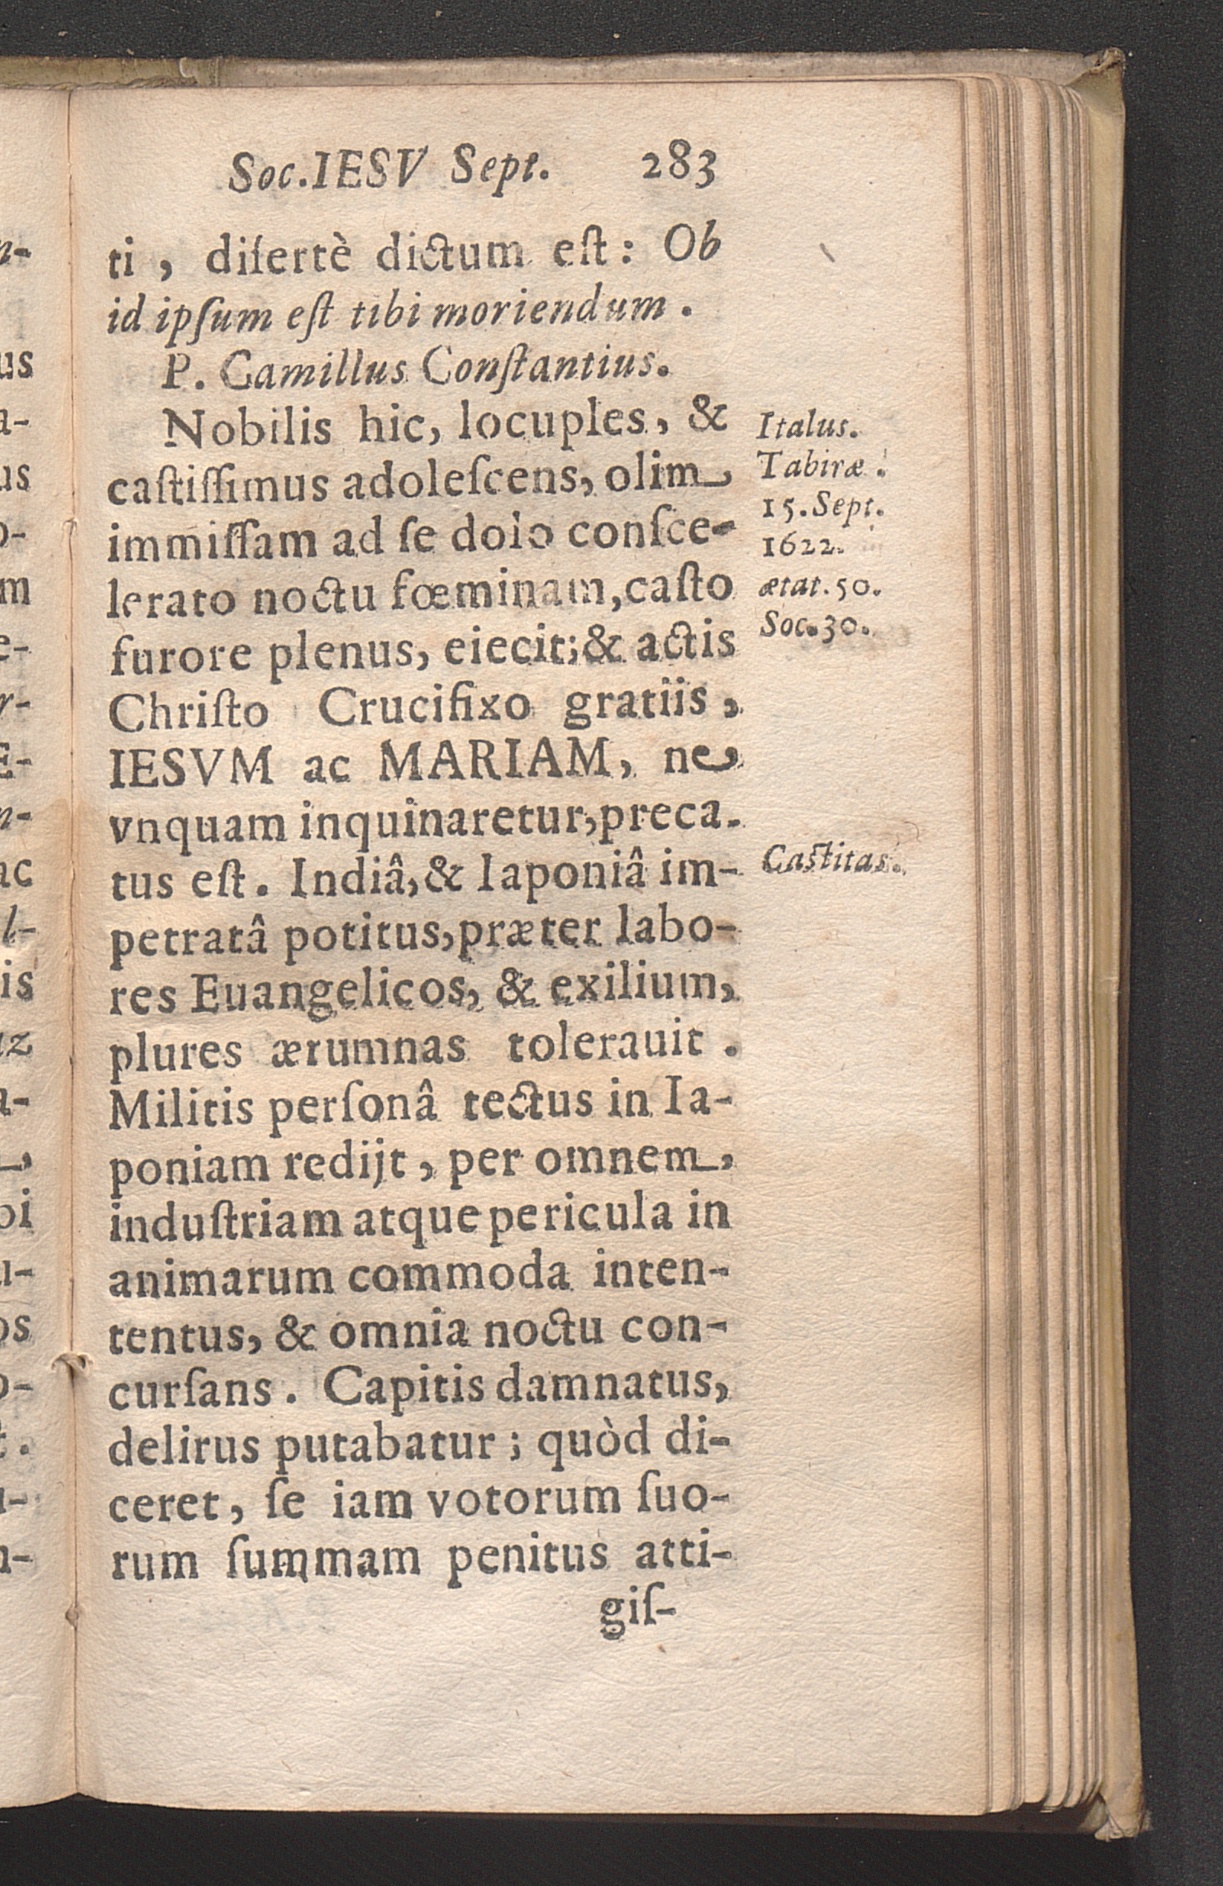 Soc. IESV Sept. 283
ti, diſertè dictum eſt: Ob
id ipſum eſt tibi moriendum.
P. Camillus Conſtantius.
Nobilis hic, locuples, &
caſtiſſimus adoleſcens, olim
immiſſam ad ſe dolo conſce-
lerato noctu fœminam, caſto
furore plenus, eiecit; & actis
Chriſto Crucifixo gratiis,
IESVM ac MARIAM, ne
vnquam inquinaretur, preca-
tus eſt. Indiâ, & Iaponiâ im-
petratâ potitus, præter labo-
res Euangelicos, & exilium,
plures ærumnas tolerauit.
Militis perſonâ tectus in Ia-
poniam redijt, per omnem
induſtriam atque pericula in
animarum commoda inten-
tentus, & omnia noctu con-
curſans. Capitis damnatus,
delirus putabatur; quòd di-
ceret, ſe iam votorum ſuo-
rum ſummam penitus atti-
giſ-
Italus.
Tabiræ.
15. Sept.
1622.
ætat. 50.
Soc. 30.
Caſtitas.